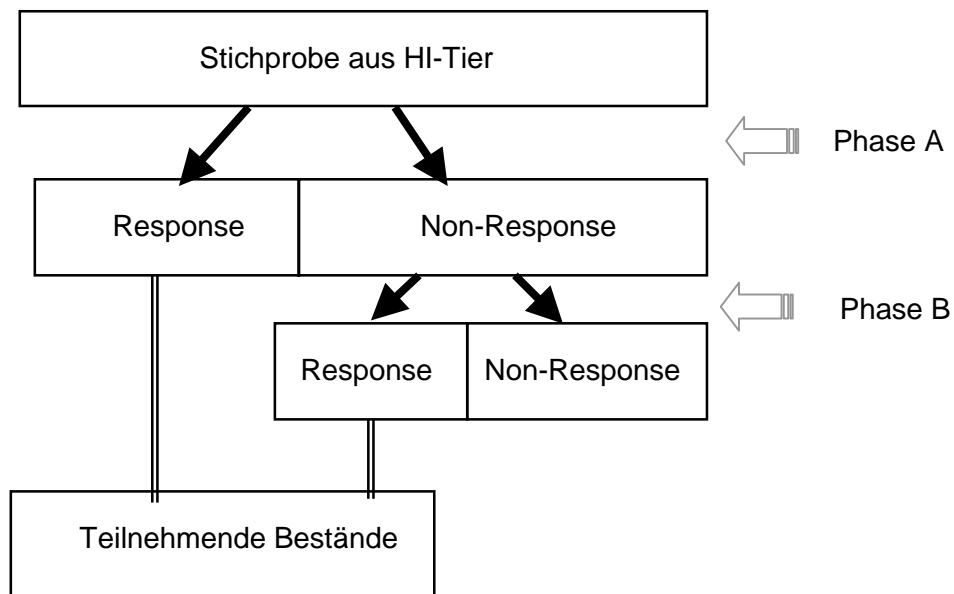 Stichprobe aus HI-Tier
Phase A
Response
Non-Response
Phase B
Response
Non-Response
Teilnehmende Bestände